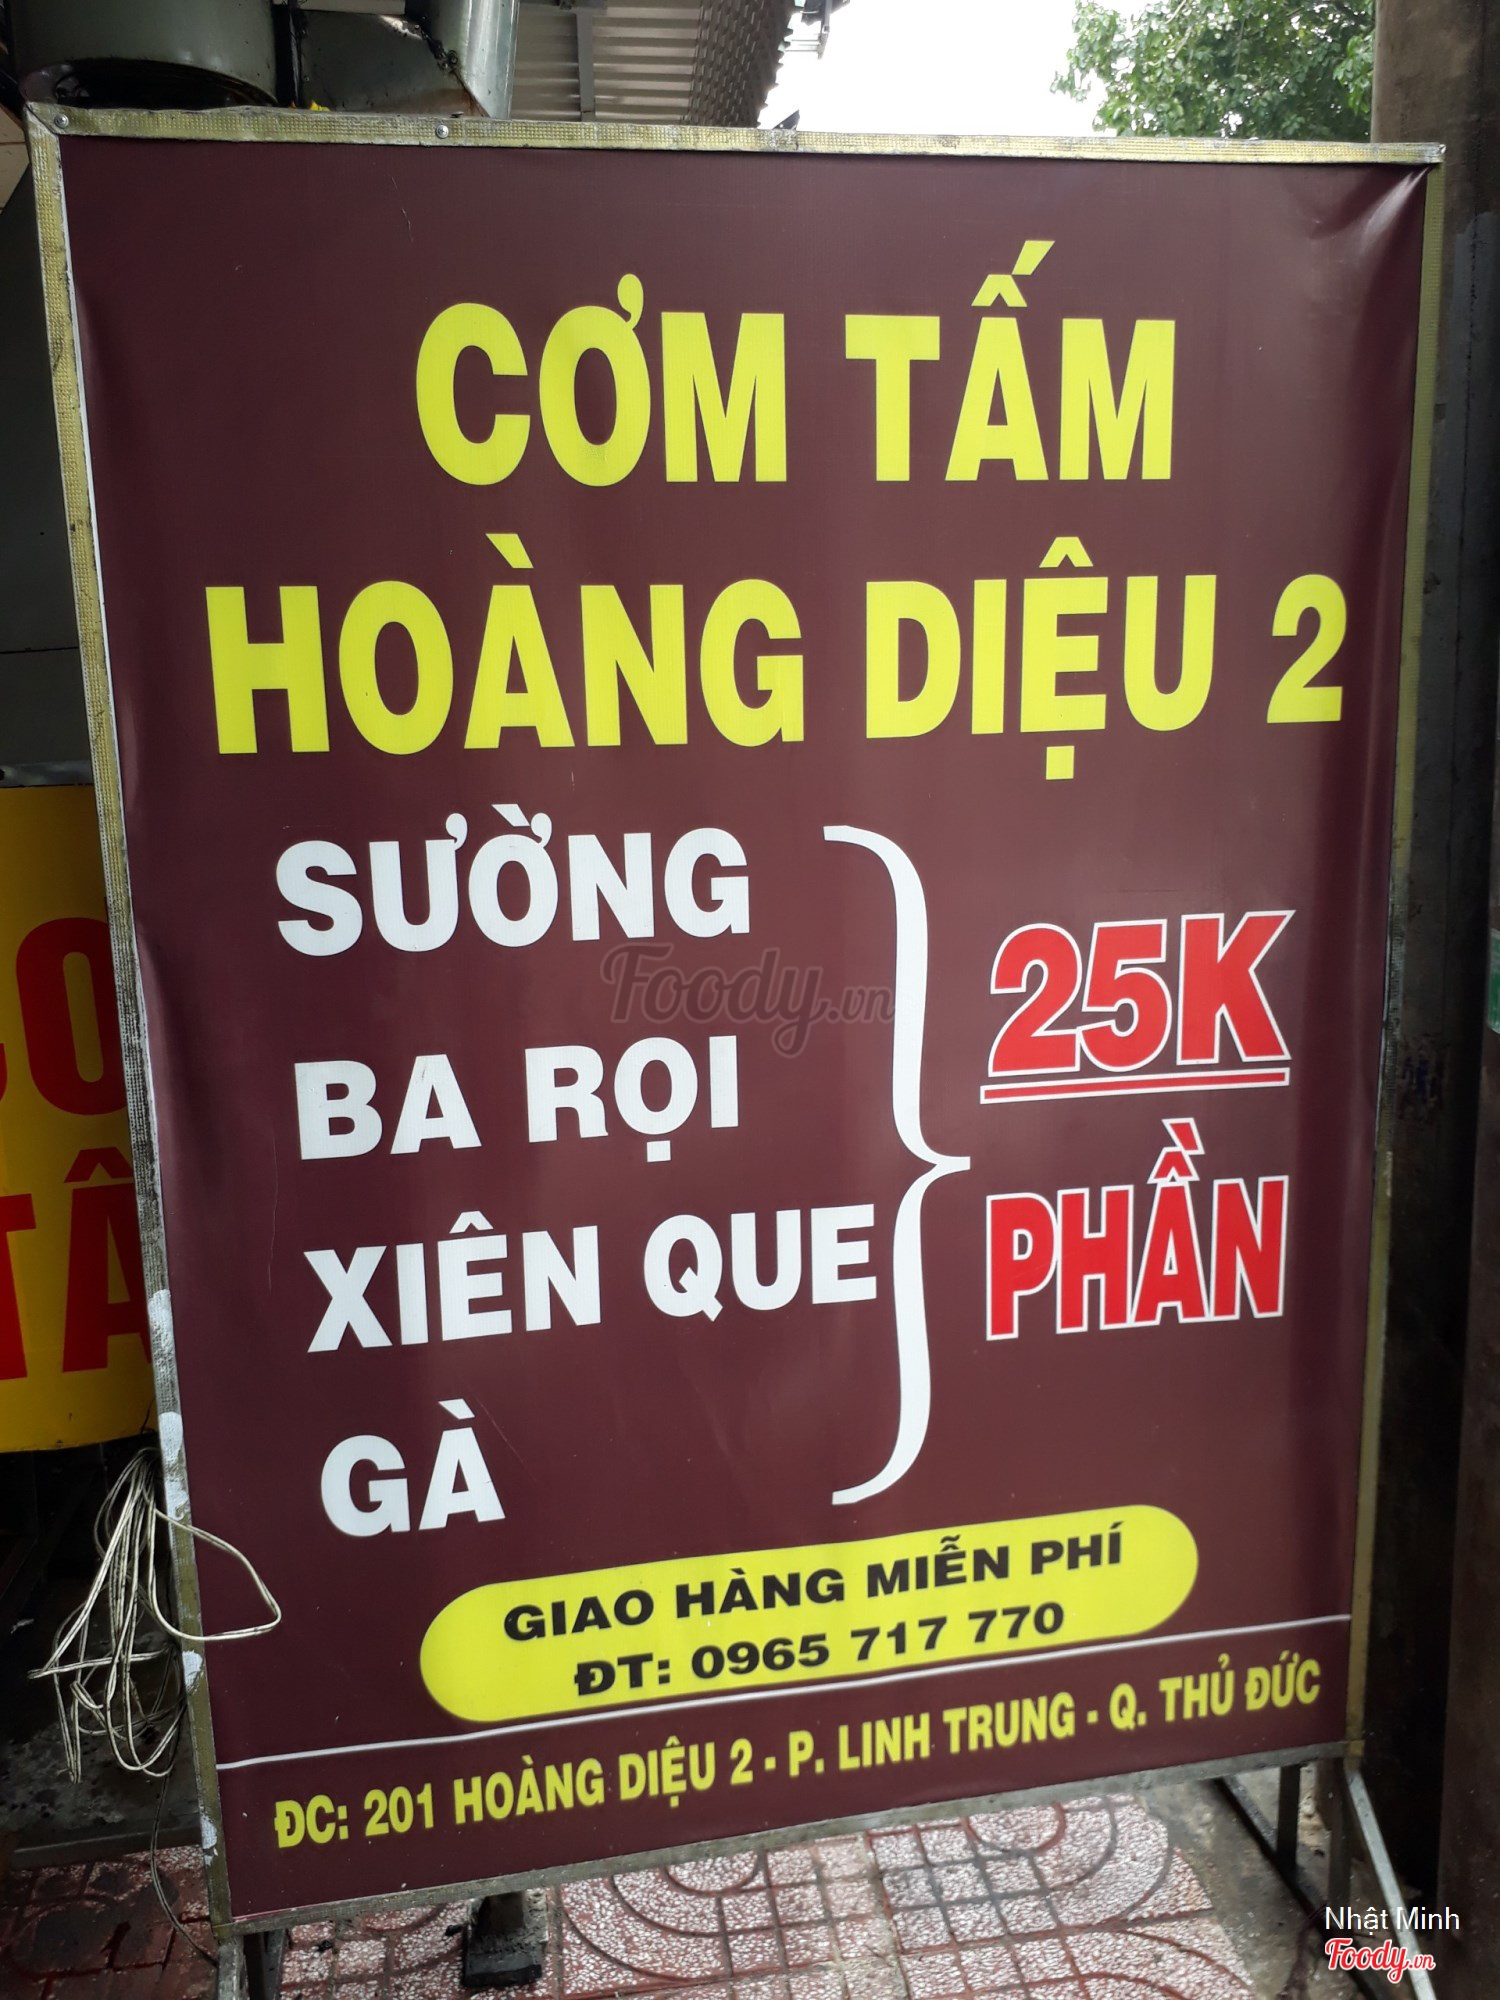 CƠM TẤM
HOÀNG DIỆU 2
SƯỜNG
BA RỌI
XIÊN QUE
GÀ
25K
PHẦN
Foody.vn
GIAO HÀNG MIỄN PHÍ
ĐT: 0965 717 770
ĐC: 201 HOÀNG DIỆU 2 - P. LINH TRUNG - Q. THỦ ĐỨC
Nhật Minh
Foody.vn